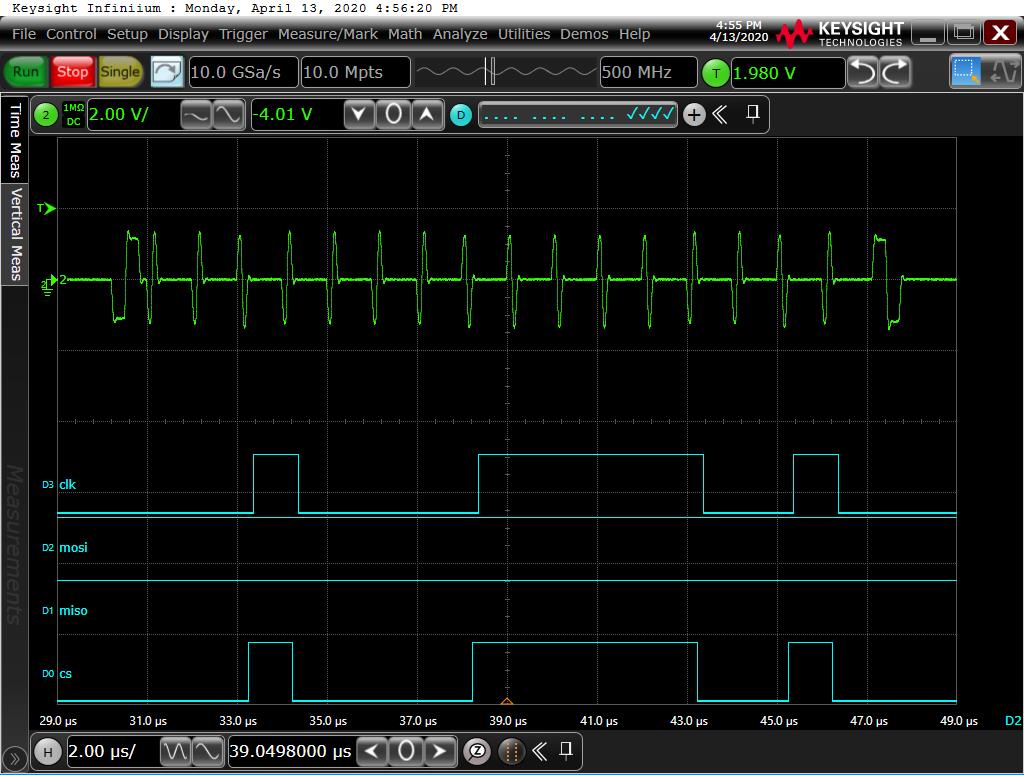 Keysight Infiniium : Monday, April 13, 2020 4:56:20 PM
File Control Setup Display Trigger Measure/Mark Math Analyze Utilities Demos Help
4:55 PM
4/13/2020
KEYSIGHT
TECHNOLOGIES
Run Stop Single 10.0 GSa/s 10.0 Mpts 500 MHz T 1.980 V
2 1MΩ DC 2.00 V/ -4.01 V 0 D
Time Meas
Vertical Meas
Measurements
T
2 2
D3 clk
D2 mosi
D1 miso
D0 cs
29.0 µs 31.0 µs 33.0 µs 35.0 µs 37.0 µs 39.0 µs 41.0 µs 43.0 µs 45.0 µs 47.0 µs 49.0 µs D2
H 2.00 µs/ 39.0498000 µs 0 Z